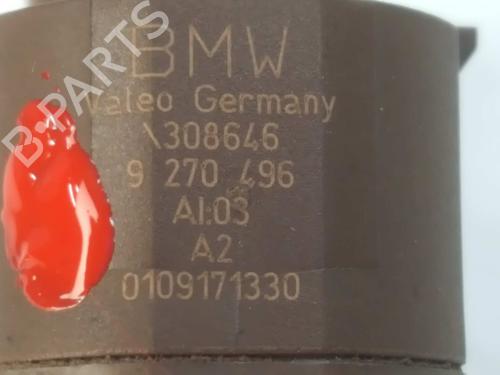 BMW
Valeo Germany
\308646
9 270 496
AI:03
A2
0109171330
B-PARTS